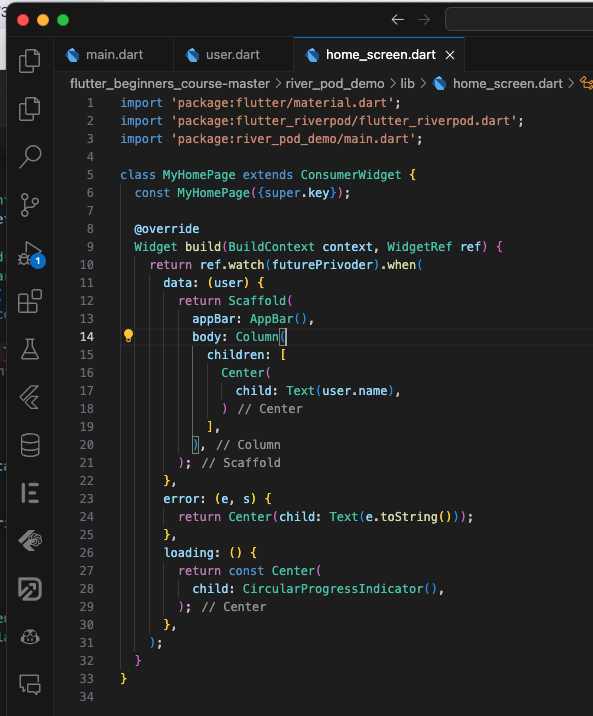 main.dart
user.dart
home_screen.dart
flutter_beginners_course-master > river_pod_demo > lib > home_screen.dart >
1 import 'package:flutter/material.dart';
2 import 'package:flutter_riverpod/flutter_riverpod.dart';
3 import 'package:river_pod_demo/main.dart';
4
5 class MyHomePage extends ConsumerWidget {
6 const MyHomePage({super.key});
7
8 @override
9 Widget build(BuildContext context, WidgetRef ref) {
10 return ref.watch(futurePrivoder).when(
11 data: (user) {
12 return Scaffold(
13 appBar: AppBar(),
14 body: Column(
15 children: [
16 Center(
17 child: Text(user.name),
18 ) // Center
19 ],
20 ), // Column
21 ); // Scaffold
22 },
23 error: (e, s) {
24 return Center(child: Text(e.toString()));
25 },
26 loading: () {
27 return const Center(
28 child: CircularProgressIndicator(),
29 ); // Center
30 },
31 );
32 }
33 }
34
1